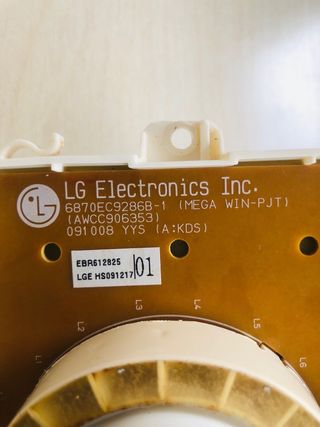 LG Electronics Inc.
6870EC9286B-1 (MEGA WIN-PJT)
(AWCC906353)
091008 YYS (A:KDS)
EBR612825
LGE HS091217
01
L1
L2
L3
L4
L5
L6